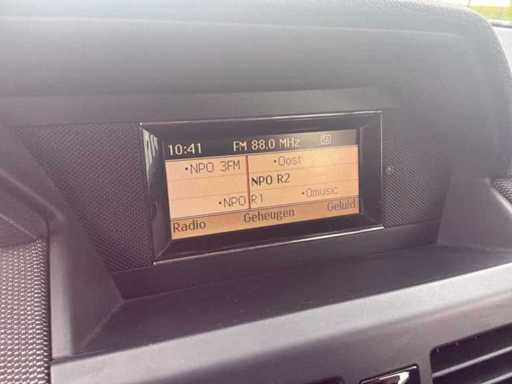 10:41 FM 88.0 MHz
•NPO 3FM •Oost
NPO R2
•NPO R1 •Qmusic
Radio Geheugen Geluid